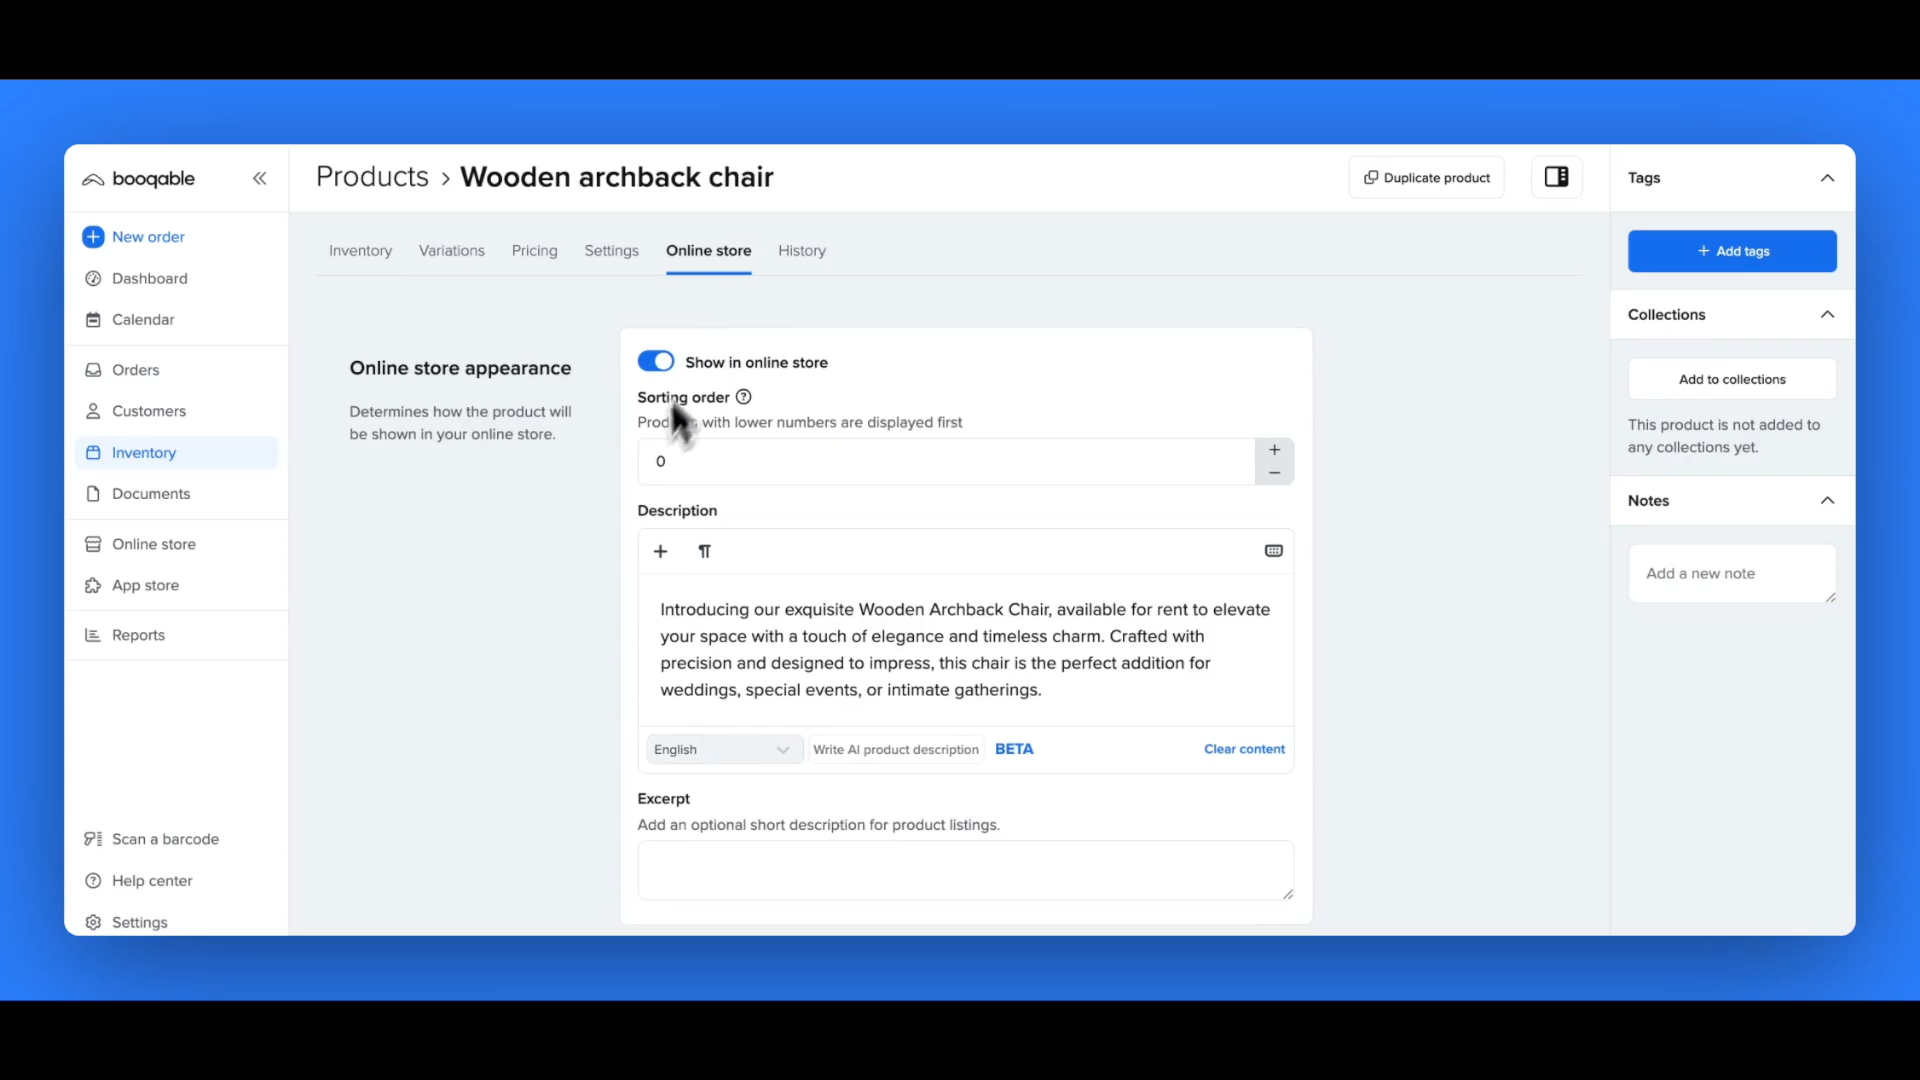 booqable
New order
Dashboard
Calendar
Orders
Customers
Inventory
Documents
Online store
App store
Reports
Scan a barcode
Help center
Settings
Products › Wooden archback chair
Duplicate product
Inventory
Variations
Pricing
Settings
Online store
History
Online store appearance
Determines how the product will
be shown in your online store.
Show in online store
Sorting order
with lower numbers are displayed first
0
Description
Introducing our exquisite Wooden Archback Chair, available for rent to elevate
your space with a touch of elegance and timeless charm. Crafted with
precision and designed to impress, this chair is the perfect addition for
weddings, special events, or intimate gatherings.
English
Write AI product description
BETA
Clear content
Excerpt
Add an optional short description for product listings.
Tags
+ Add tags
Collections
Add to collections
This product is not added to
any collections yet.
Notes
Add a new note